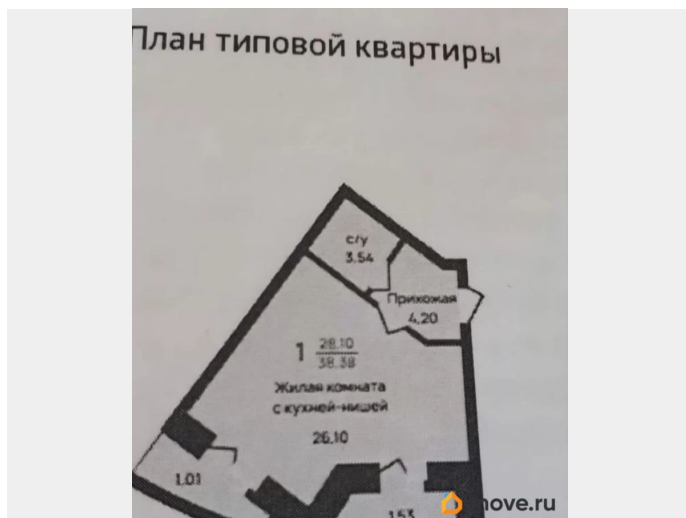 План типовой квартиры
с/у
3.54
Прихожая
4.20
1
28.10
38.38
Жилая комната
с кухней-нишей
26.10
1.01
1.53
move.ru